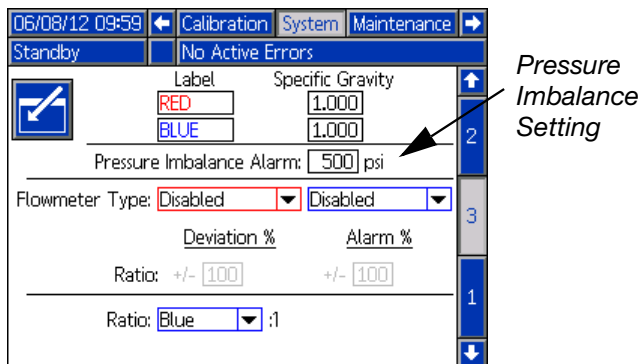 06/08/12 09:59 Calibration System Maintenance
Standby No Active Errors
Label Specific Gravity
RED 1.000
BLUE 1.000
Pressure Imbalance Alarm: 500 psi
Flowmeter Type: Disabled Disabled
Deviation % Alarm %
Ratio: +/- 100 +/- 100
Ratio: Blue :1
2
3
1
Pressure
Imbalance
Setting